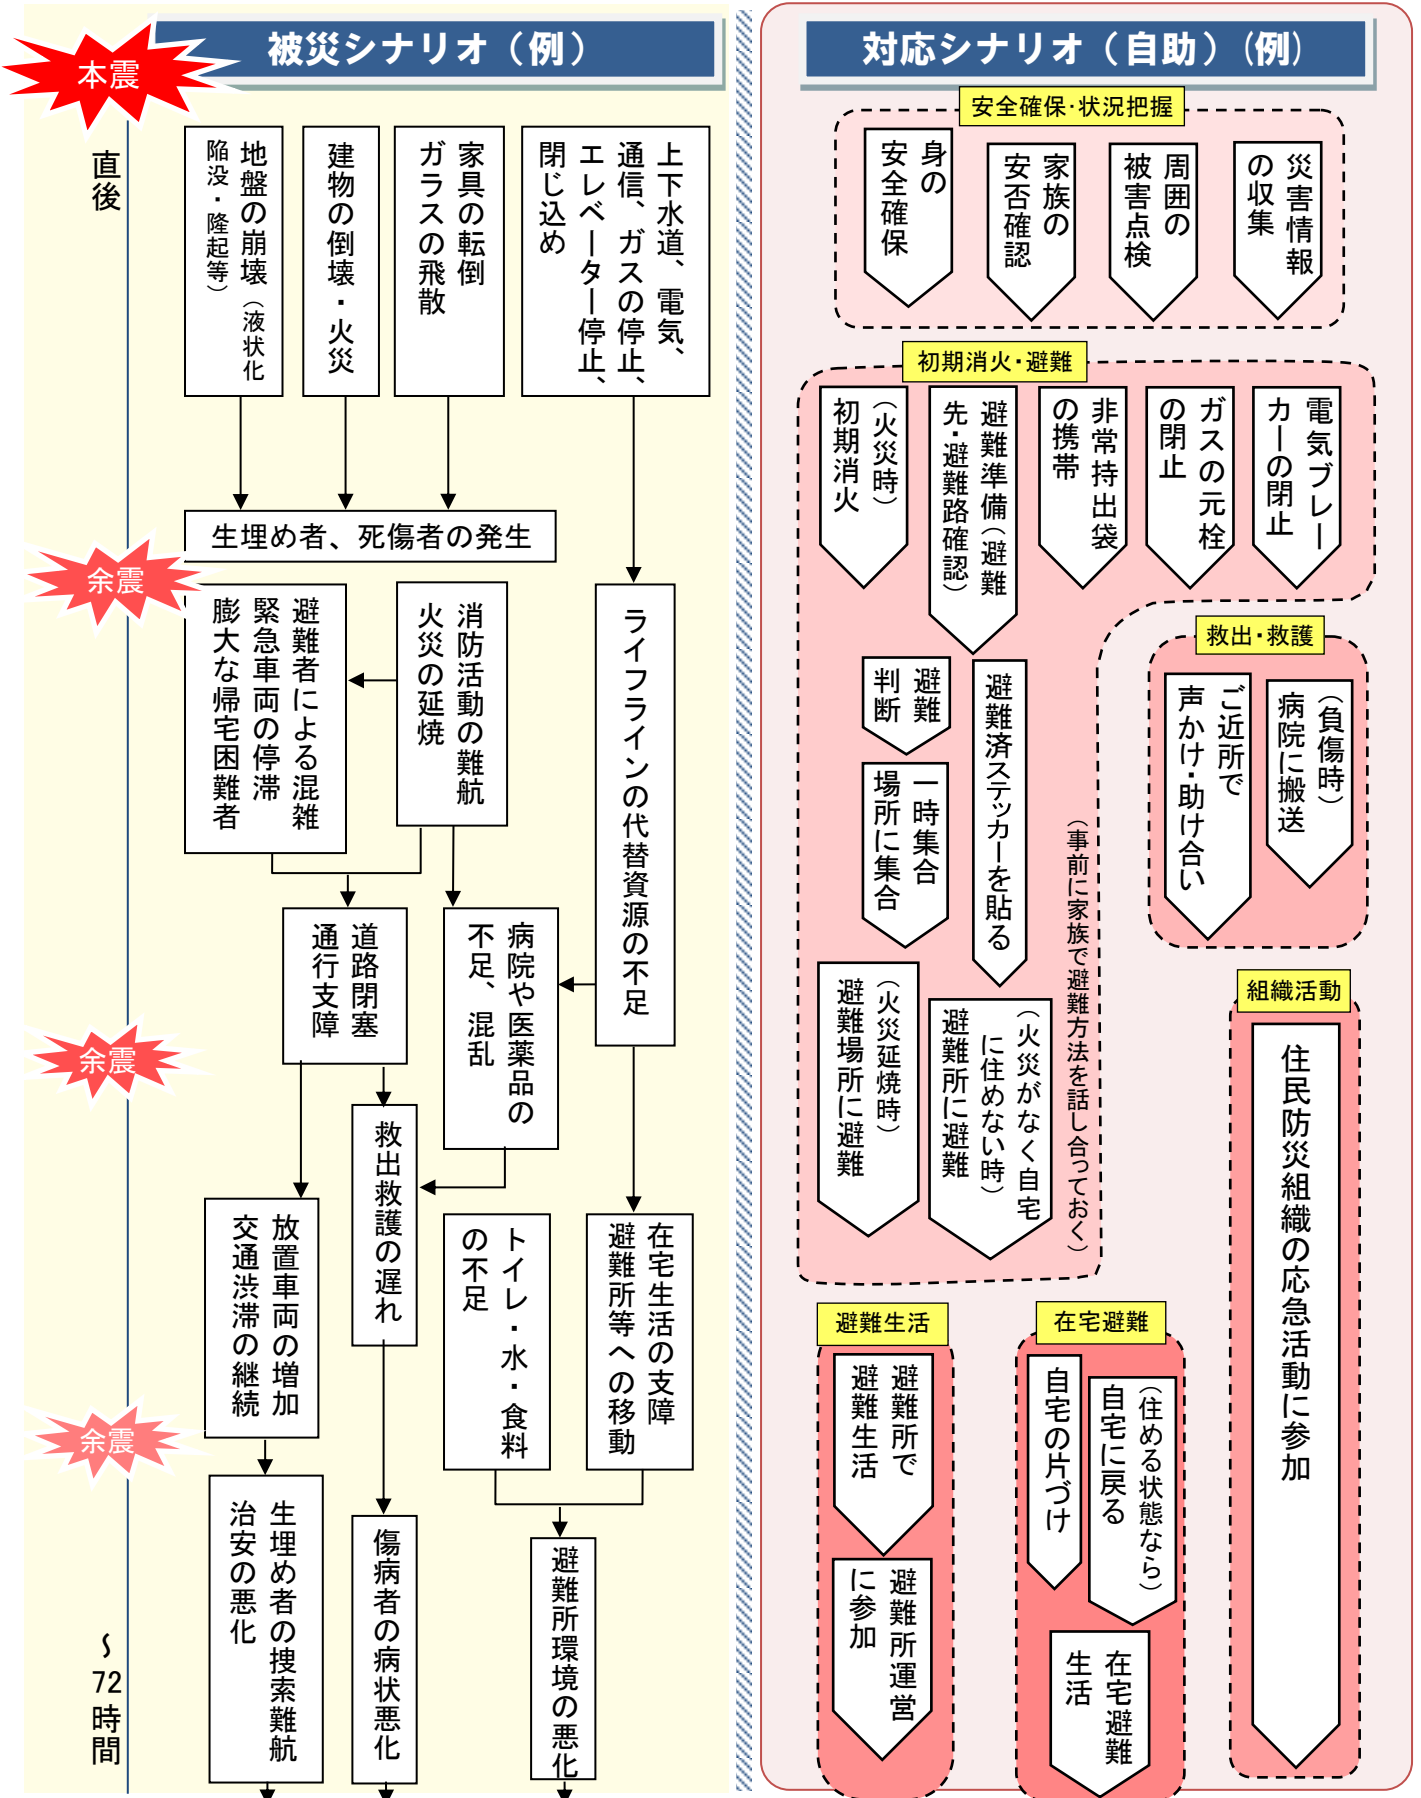 被災シナリオ（例）
本震
直後
上下水道、電気、
通信、ガスの停止、
エレベーター停止、
閉じ込め
家具の転倒
ガラスの飛散
建物の倒壊・火災
地盤の崩壊（液状化
陥没・隆起等）
生埋め者、死傷者の発生
余震
ライフラインの代替資源の不足
消防活動の難航
火災の延焼
避難者による混雑
緊急車両の停滞
膨大な帰宅困難者
病院や医薬品の
不足、混乱
道路閉塞
通行支障
余震
救出救護の遅れ
在宅生活の支障
避難所等への移動
トイレ・水・食料
の不足
放置車両の増加
交通渋滞の継続
余震
避難所環境の悪化
傷病者の病状悪化
生埋め者の捜索難航
治安の悪化
～72時間
対応シナリオ（自助）(例)
安全確保・状況把握
身の
安全確保
家族の
安否確認
周囲の
被害点検
災害情報
の収集
初期消火・避難
（火災時）
初期消火
避難準備（避難
先・避難路確認）
非常持出袋
の携帯
ガスの元栓
の閉止
電気ブレー
カーの閉止
避難
判断
避難済ステッカーを貼る
一時集合
場所に集合
（火災延焼時）
避難場所に避難
（火災がなく自宅
に住めない時）
避難所に避難
（事前に家族で避難方法を話し合っておく）
救出・救護
ご近所で
声かけ・助け合い
（負傷時）
病院に搬送
組織活動
住民防災組織の応急活動に参加
避難生活
避難所で
避難生活
避難所運営
に参加
在宅避難
自宅の片づけ
（住める状態なら）
自宅に戻る
在宅避難
生活